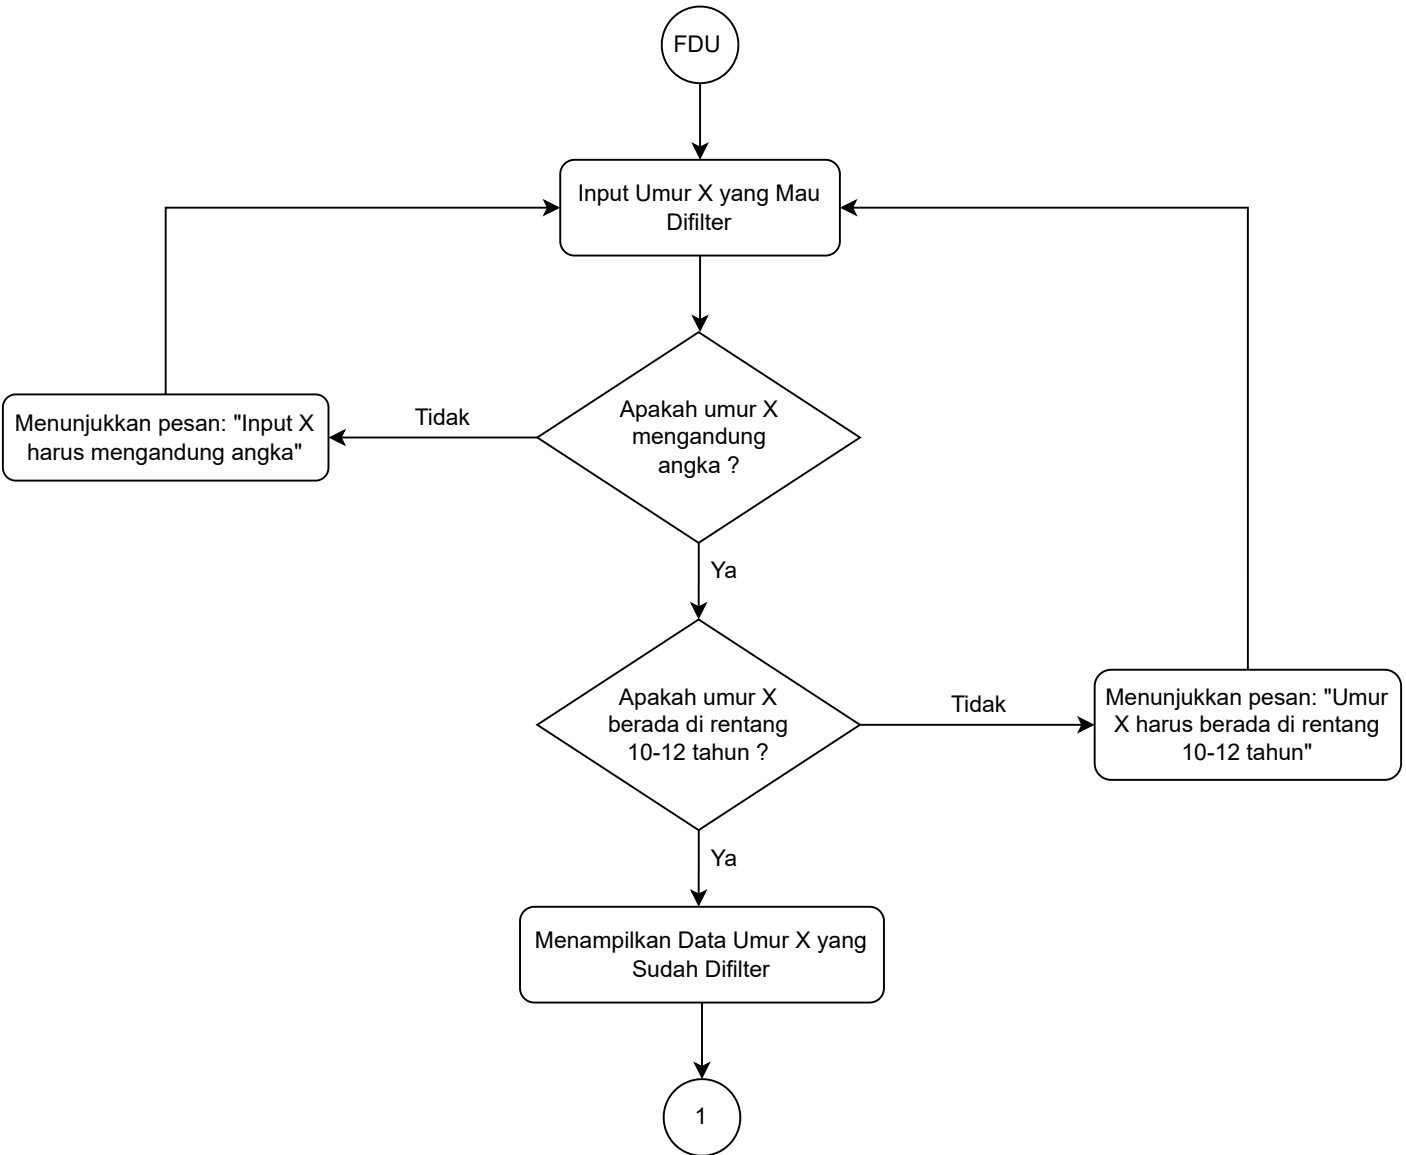 FDU
Input Umur X yang Mau
Difilter
Apakah umur X
mengandung
angka ?
Tidak
Menunjukkan pesan: "Input X
harus mengandung angka"
Ya
Apakah umur X
berada di rentang
10-12 tahun ?
Tidak
Menunjukkan pesan: "Umur
X harus berada di rentang
10-12 tahun"
Ya
Menampilkan Data Umur X yang
Sudah Difilter
1